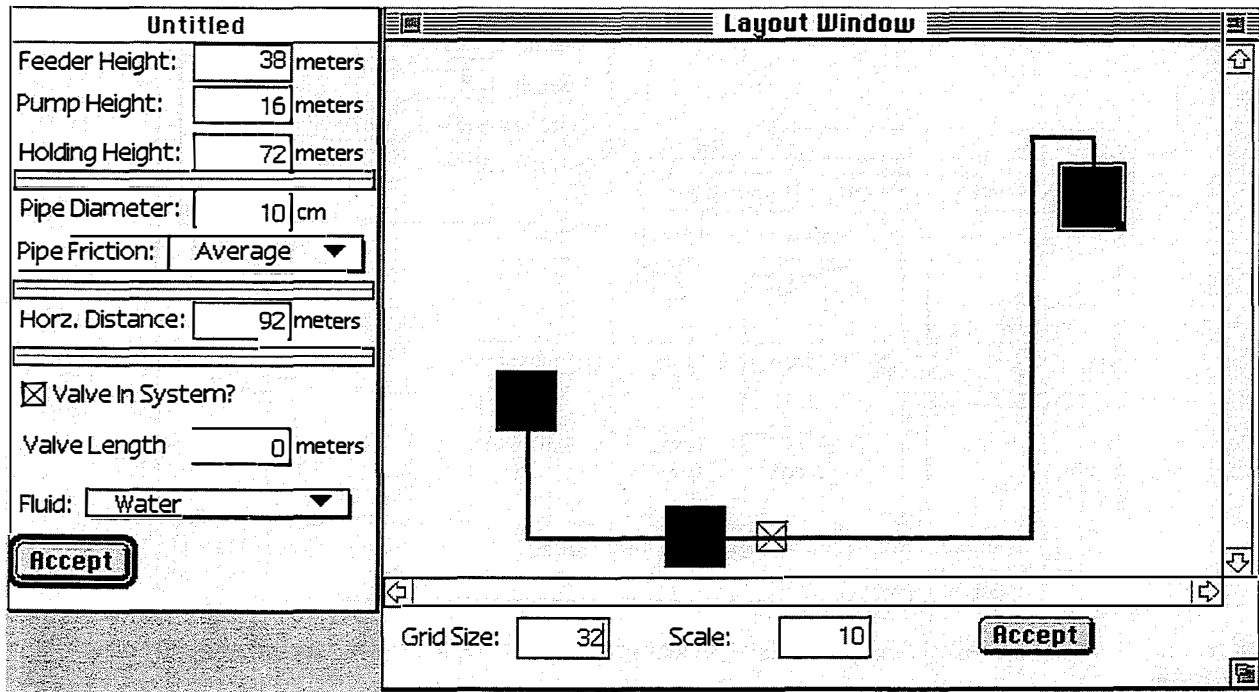 Untitled
Feeder Height: 38 meters
Pump Height: 16 meters
Holding Height: 72 meters
Pipe Diameter: 10 cm
Pipe Friction: Average
Horz. Distance: 92 meters
Valve In System?
Valve Length 0 meters
Fluid: Water
Accept
Layout Window
Grid Size: 32 Scale: 10 Accept